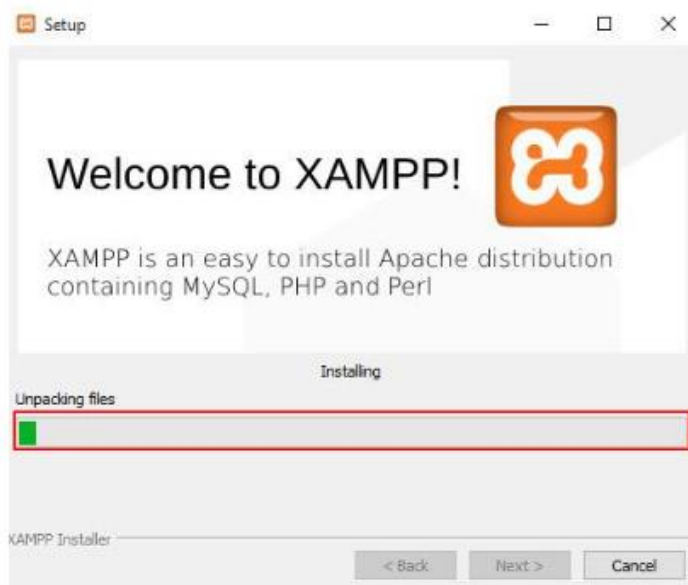 Setup
Welcome to XAMPP!
XAMPP is an easy to install Apache distribution
containing MySQL, PHP and Perl
Installing
Unpacking files
XAMPP Installer
< Back Next > Cancel